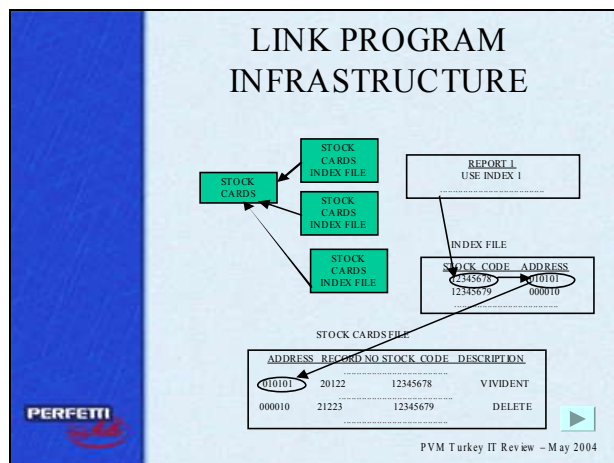 LINK PROGRAM
INFRASTRUCTURE
STOCK
CARDS
STOCK
CARDS
INDEX FILE
STOCK
CARDS
INDEX FILE
STOCK
CARDS
INDEX FILE
REPORT 1
USE INDEX 1
INDEX FILE
STOCK CODE ADDRESS
12345678 010101
12345679 000010
STOCK CARDS FILE
ADDRESS RECORD NO STOCK CODE DESCRIPTION
010101 20122 12345678 VIVIDENT
000010 21223 12345679 DELETE
PERFETTI
PVM Turkey IT Review – May 2004